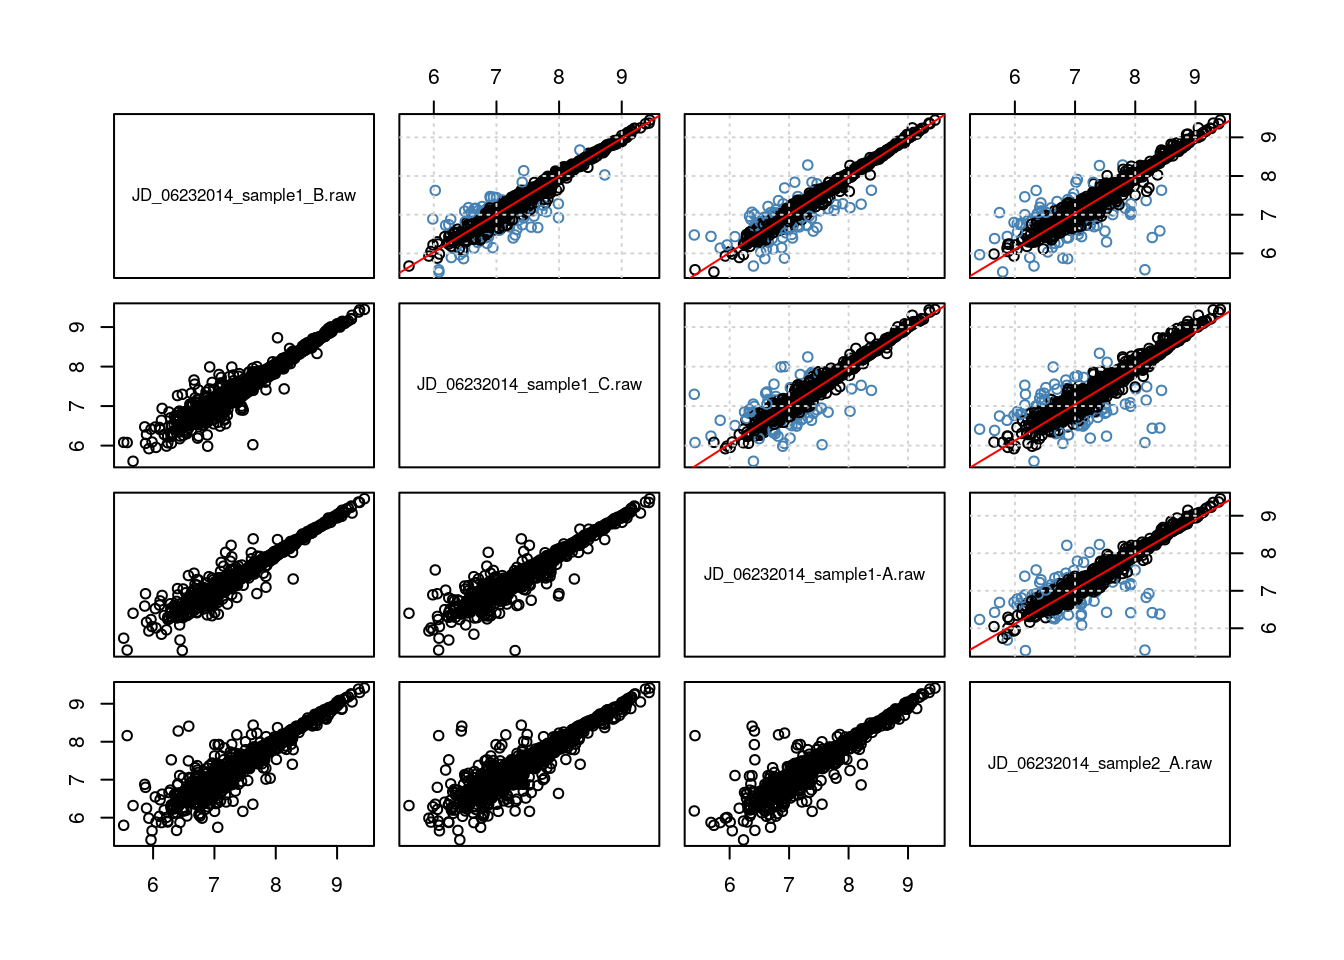 6 7 8 9 6 7 8 9
JD_06232014_sample1_B.raw
9
8
7
6
9
8
7
6
JD_06232014_sample1_C.raw
JD_06232014_sample1-A.raw
9
8
7
6
9
8
7
6
JD_06232014_sample2_A.raw
6 7 8 9 6 7 8 9